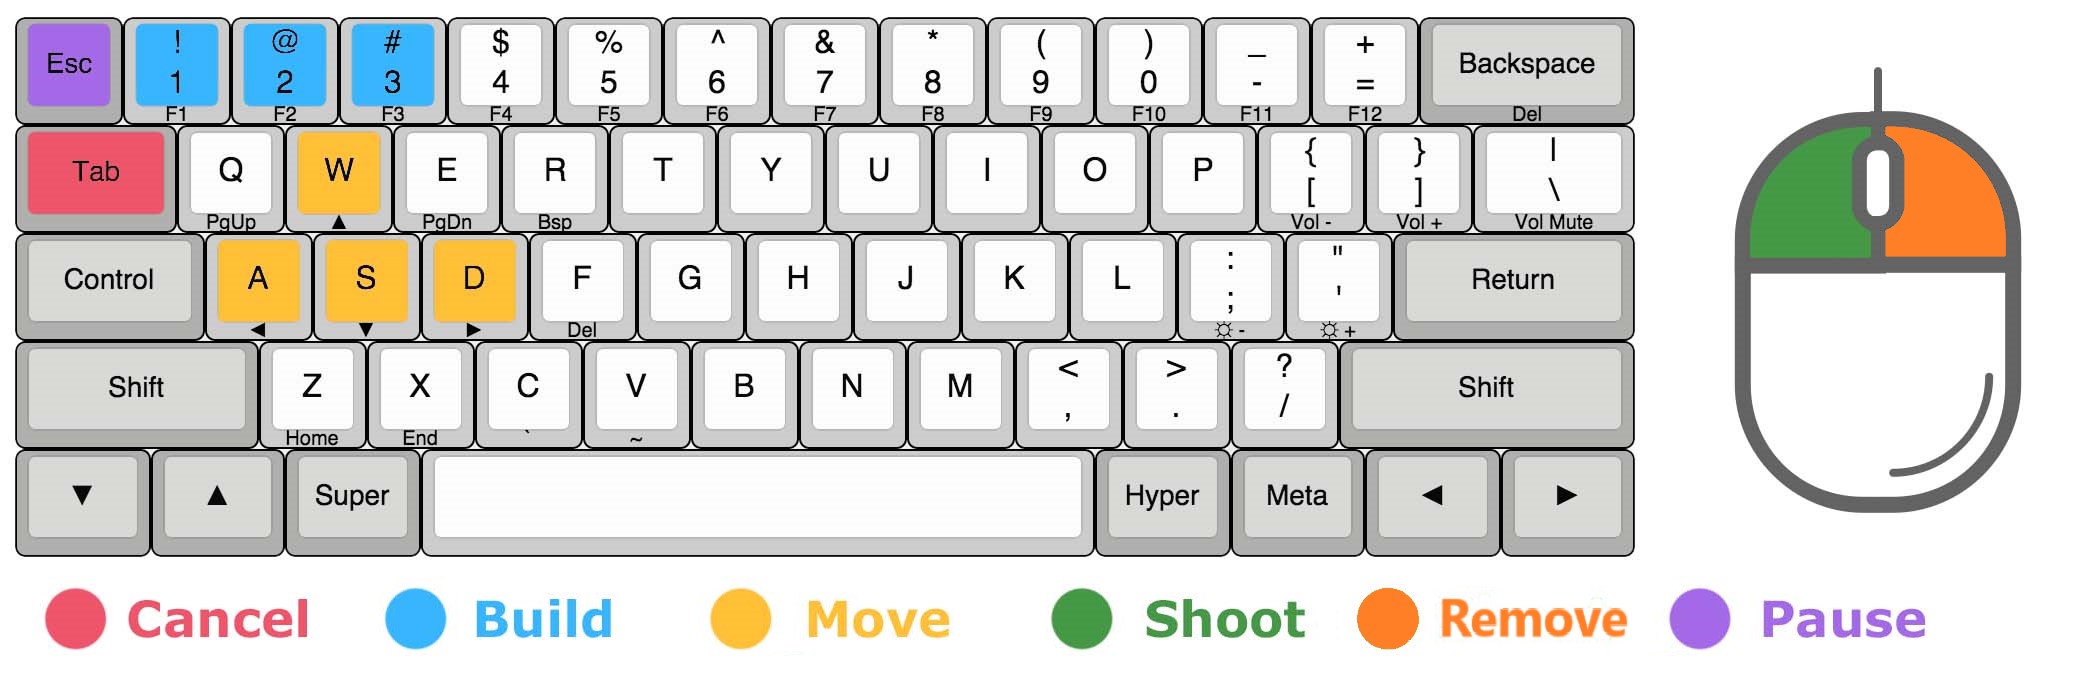 Esc ! @ # $ % ^ & * ( ) _ + Backspace
1 2 3 4 5 6 7 8 9 0 - =
F1 F2 F3 F4 F5 F6 F7 F8 F9 F10 F11 F12 Del
Tab Q W E R T Y U I O P { } |
[ ] \
PgUp ▲ PgDn Bsp Vol - Vol + Vol Mute
Control A S D F G H J K L : " Return
; '
◀ ▼ ▶ Del ☼ - ☼ +
Shift Z X C V B N M < > ? Shift
, . /
Home End ` ~
▼ ▲ Super Hyper Meta ◀ ▶
Cancel Build Move Shoot Remove Pause